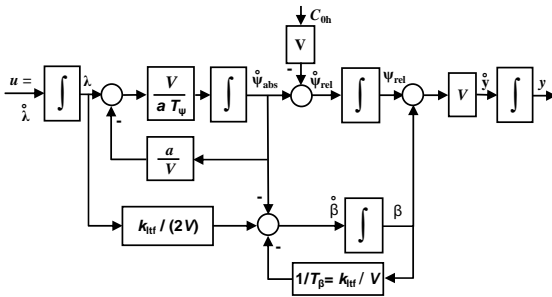 C0h
V
-
u = λ̊
∫
λ
-
V / a Tψ
∫
ψ̊abs
ψ̊rel
∫
ψrel
V
ẙ
∫
y
a / V
-
kltf / (2V)
β̊
∫
β
-
1/Tβ= kltf / V